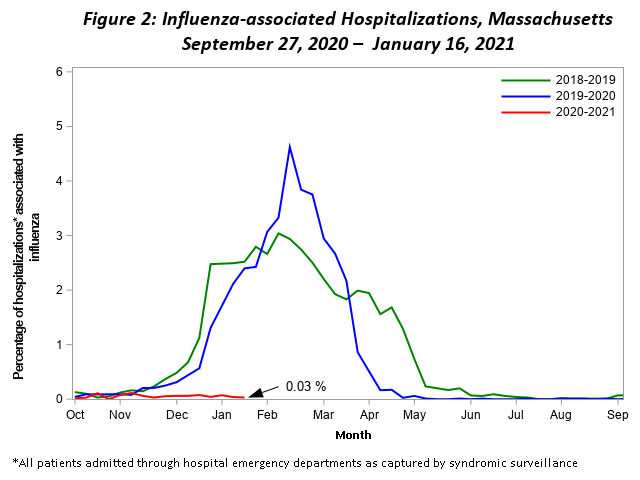 Figure 2: Influenza-associated Hospitalizations, Massachusetts
September 27, 2020 – January 16, 2021
6
5
4
3
2
1
0
Percentage of hospitalizations* associated with
influenza
2018-2019
2019-2020
2020-2021
0.03 %
Oct Nov Dec Jan Feb Mar Apr May Jun Jul Aug Sep
Month
*All patients admitted through hospital emergency departments as captured by syndromic surveillance